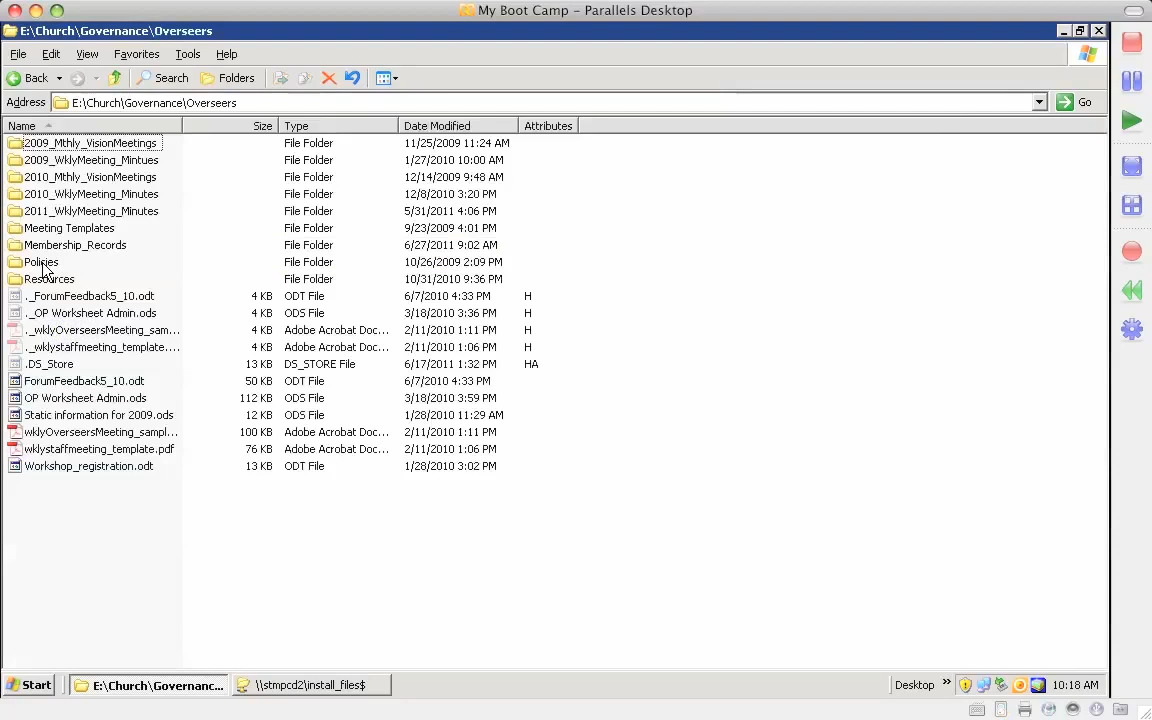 My Boot Camp – Parallels Desktop
E:\Church\Governance\Overseers
File Edit View Favorites Tools Help
Back Search Folders
Address E:\Church\Governance\Overseers Go
Name Size Type Date Modified Attributes
2009_Mthly_VisionMeetings File Folder 11/25/2009 11:24 AM
2009_WklyMeeting_Mintues File Folder 1/27/2010 10:00 AM
2010_Mthly_VisionMeetings File Folder 12/14/2009 9:48 AM
2010_WklyMeeting_Minutes File Folder 12/8/2010 3:20 PM
2011_WklyMeeting_Minutes File Folder 5/31/2011 4:06 PM
Meeting Templates File Folder 9/23/2009 4:01 PM
Membership_Records File Folder 6/27/2011 9:02 AM
Policies File Folder 10/26/2009 2:09 PM
Resources File Folder 10/31/2010 9:36 PM
._ForumFeedback5_10.odt 4 KB ODT File 6/7/2010 4:33 PM H
._OP Worksheet Admin.ods 4 KB ODS File 3/18/2010 3:36 PM H
._wklyOverseersMeeting_sam... 4 KB Adobe Acrobat Doc... 2/11/2010 1:11 PM H
._wklystaffmeeting_template.... 4 KB Adobe Acrobat Doc... 2/11/2010 1:06 PM H
.DS_Store 13 KB DS_STORE File 6/17/2011 1:32 PM HA
ForumFeedback5_10.odt 50 KB ODT File 6/7/2010 4:33 PM
OP Worksheet Admin.ods 112 KB ODS File 3/18/2010 3:59 PM
Static information for 2009.ods 12 KB ODS File 1/28/2010 11:29 AM
wklyOverseersMeeting_sampl... 100 KB Adobe Acrobat Doc... 2/11/2010 1:11 PM
wklystaffmeeting_template.pdf 76 KB Adobe Acrobat Doc... 2/11/2010 1:06 PM
Workshop_registration.odt 13 KB ODT File 1/28/2010 3:02 PM
Start E:\Church\Governanc... \\stmpcd2\install_files$ Desktop » 10:18 AM